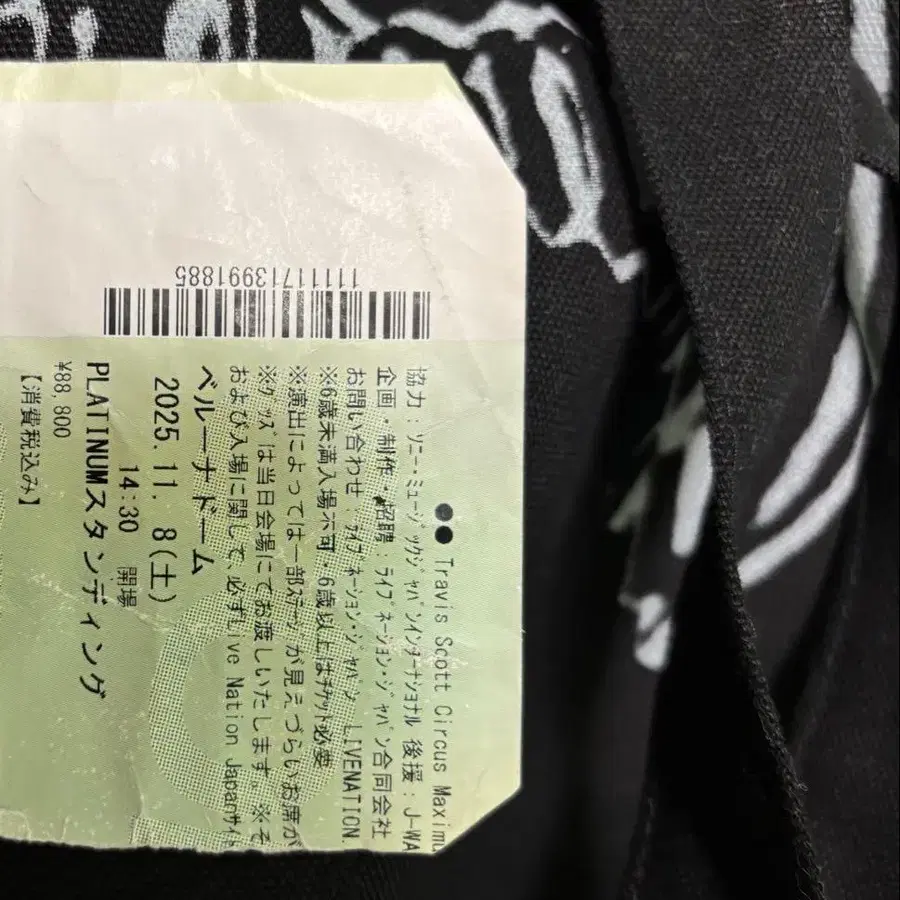 ●● Travis Scott Circus Maximu
協力：ｿﾆｰ･ﾐｭｰｼﾞｯｸｼﾞｬﾊﾟﾝｲﾝﾀｰﾅｼｮﾅﾙ 後援：J-WA
企画・制作・招聘：ﾗｲﾌﾞﾈｰｼｮﾝ･ｼﾞｬﾊﾟﾝ合同会社
お問い合わせ：ﾗｲﾌﾞﾈｰｼｮﾝ･ｼﾞｬﾊﾟﾝ LIVENATION.
※6歳未満入場不可・6歳以上はﾁｹｯﾄ必要
※演出によっては一部ｽﾃｰｼﾞが見えづらいお席が
※ｸﾞｯｽﾞは当日会場にてお渡しいたします。※そ
および入場に関して、必ずLive Nation Japanｻｲ
ベルーナドーム
2025.11. 8(土)
14:30 開場
PLATINUMスタンディング
¥88,800
【消費税込み】